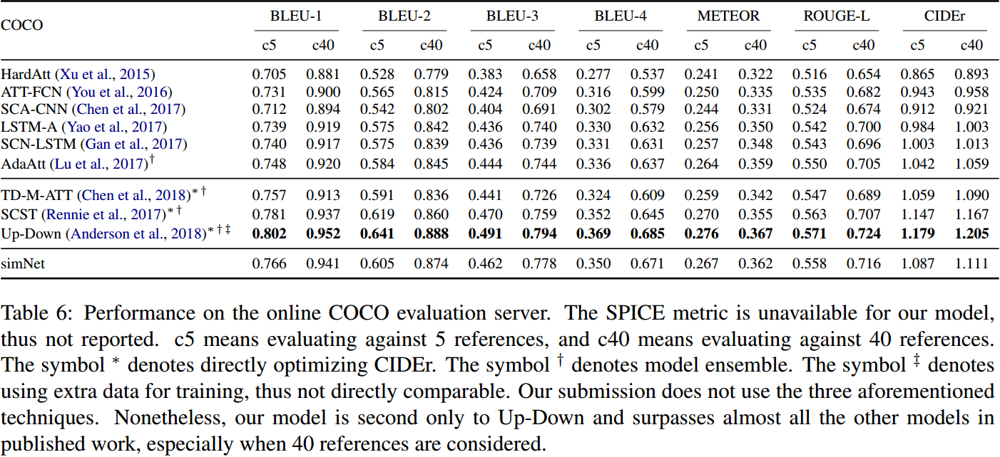 COCO BLEU-1 BLEU-2 BLEU-3 BLEU-4 METEOR ROUGE-L CIDEr
c5 c40 c5 c40 c5 c40 c5 c40 c5 c40 c5 c40 c5 c40
HardAtt (Xu et al., 2015) 0.705 0.881 0.528 0.779 0.383 0.658 0.277 0.537 0.241 0.322 0.516 0.654 0.865 0.893
ATT-FCN (You et al., 2016) 0.731 0.900 0.565 0.815 0.424 0.709 0.316 0.599 0.250 0.335 0.535 0.682 0.943 0.958
SCA-CNN (Chen et al., 2017) 0.712 0.894 0.542 0.802 0.404 0.691 0.302 0.579 0.244 0.331 0.524 0.674 0.912 0.921
LSTM-A (Yao et al., 2017) 0.739 0.919 0.575 0.842 0.436 0.740 0.330 0.632 0.256 0.350 0.542 0.700 0.984 1.003
SCN-LSTM (Gan et al., 2017) 0.740 0.917 0.575 0.839 0.436 0.739 0.331 0.631 0.257 0.348 0.543 0.696 1.003 1.013
AdaAtt (Lu et al., 2017)† 0.748 0.920 0.584 0.845 0.444 0.744 0.336 0.637 0.264 0.359 0.550 0.705 1.042 1.059
TD-M-ATT (Chen et al., 2018)*† 0.757 0.913 0.591 0.836 0.441 0.726 0.324 0.609 0.259 0.342 0.547 0.689 1.059 1.090
SCST (Rennie et al., 2017)*† 0.781 0.937 0.619 0.860 0.470 0.759 0.352 0.645 0.270 0.355 0.563 0.707 1.147 1.167
Up-Down (Anderson et al., 2018)*†‡ 0.802 0.952 0.641 0.888 0.491 0.794 0.369 0.685 0.276 0.367 0.571 0.724 1.179 1.205
simNet 0.766 0.941 0.605 0.874 0.462 0.778 0.350 0.671 0.267 0.362 0.558 0.716 1.087 1.111
Table 6: Performance on the online COCO evaluation server. The SPICE metric is unavailable for our model,
thus not reported. c5 means evaluating against 5 references, and c40 means evaluating against 40 references.
The symbol * denotes directly optimizing CIDEr. The symbol † denotes model ensemble. The symbol ‡ denotes
using extra data for training, thus not directly comparable. Our submission does not use the three aforementioned
techniques. Nonetheless, our model is second only to Up-Down and surpasses almost all the other models in
published work, especially when 40 references are considered.